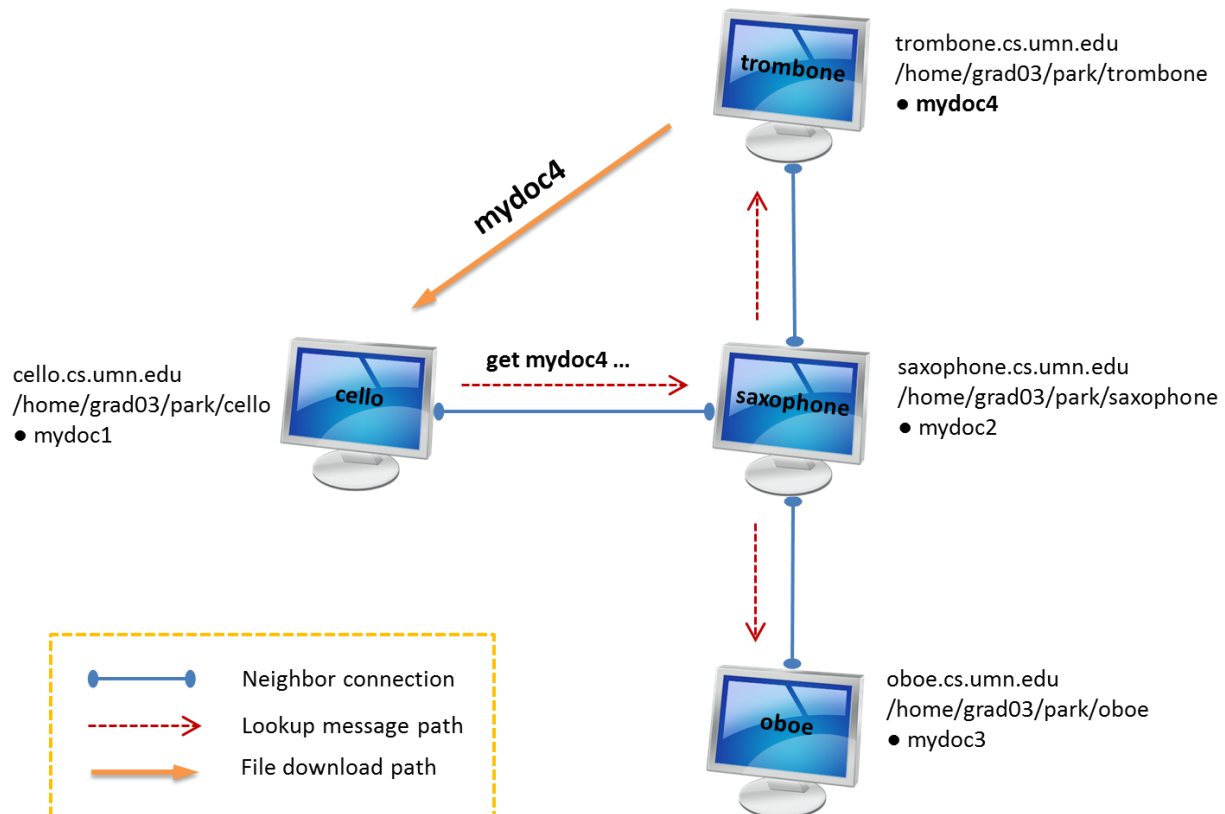 trombone
trombone.cs.umn.edu
/home/grad03/park/trombone
● mydoc4
mydoc4
get mydoc4 ...
cello.cs.umn.edu
/home/grad03/park/cello
● mydoc1
cello
saxophone
saxophone.cs.umn.edu
/home/grad03/park/saxophone
● mydoc2
oboe
oboe.cs.umn.edu
/home/grad03/park/oboe
● mydoc3
Neighbor connection
Lookup message path
File download path